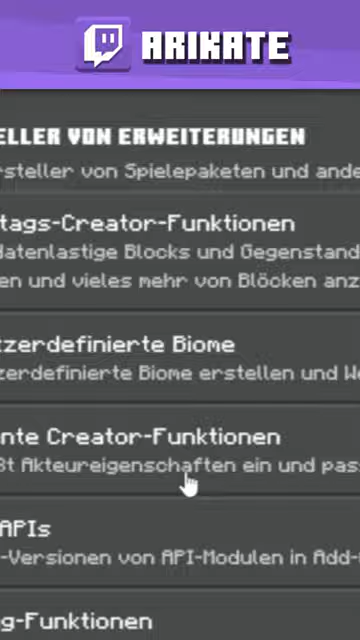 ARIKATE
ELLER VON ERWEITERUNGEN
rsteller von Spielepaketen und ande
tags-Creator-Funktionen
datenlastige Blocks und Gegenstand
en und vieles mehr von Blöcken anz
tzerdefinierte Biome
zerdefinierte Biome erstellen und We
nte Creator-Funktionen
ßt Akteureigenschaften ein und pas
APIs
-Versionen von API-Modulen in Add-
g-Funktionen